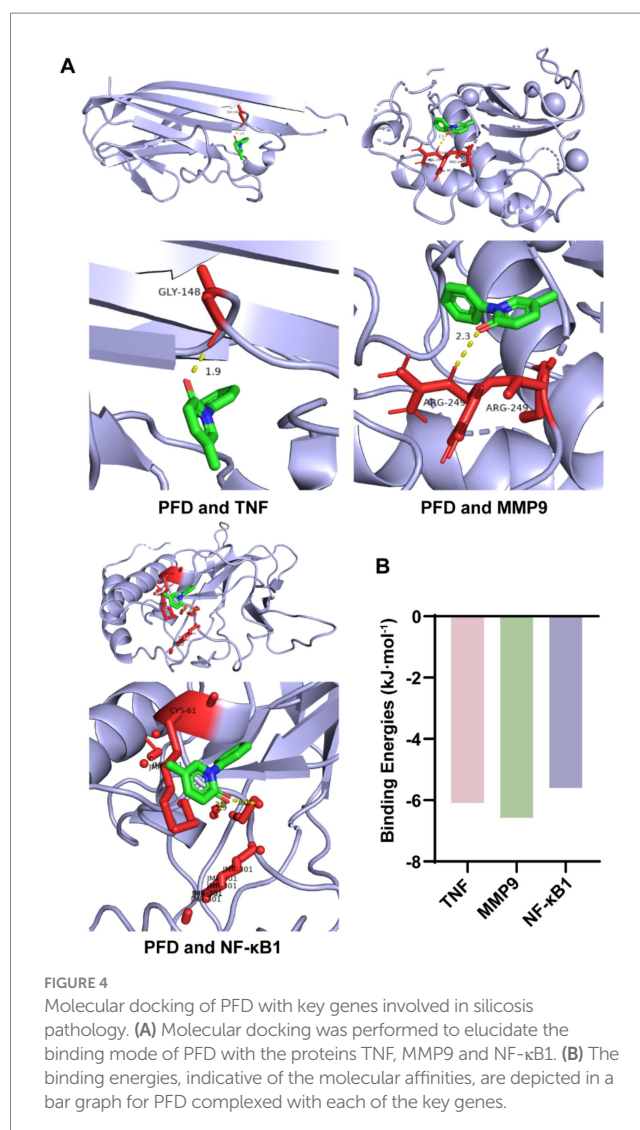 A
GLY-148
1.9
2.3
ARG-249
ARG-249
PFD and TNF
PFD and MMP9
CYS-61
JMR-301
PFD and NF-κB1
B
Binding Energies (kJ·mol⁻¹)
0
-2
-4
-6
-8
TNF
MMP9
NF-κB1
FIGURE 4
Molecular docking of PFD with key genes involved in silicosis
pathology. (A) Molecular docking was performed to elucidate the
binding mode of PFD with the proteins TNF, MMP9 and NF-κB1. (B) The
binding energies, indicative of the molecular affinities, are depicted in a
bar graph for PFD complexed with each of the key genes.